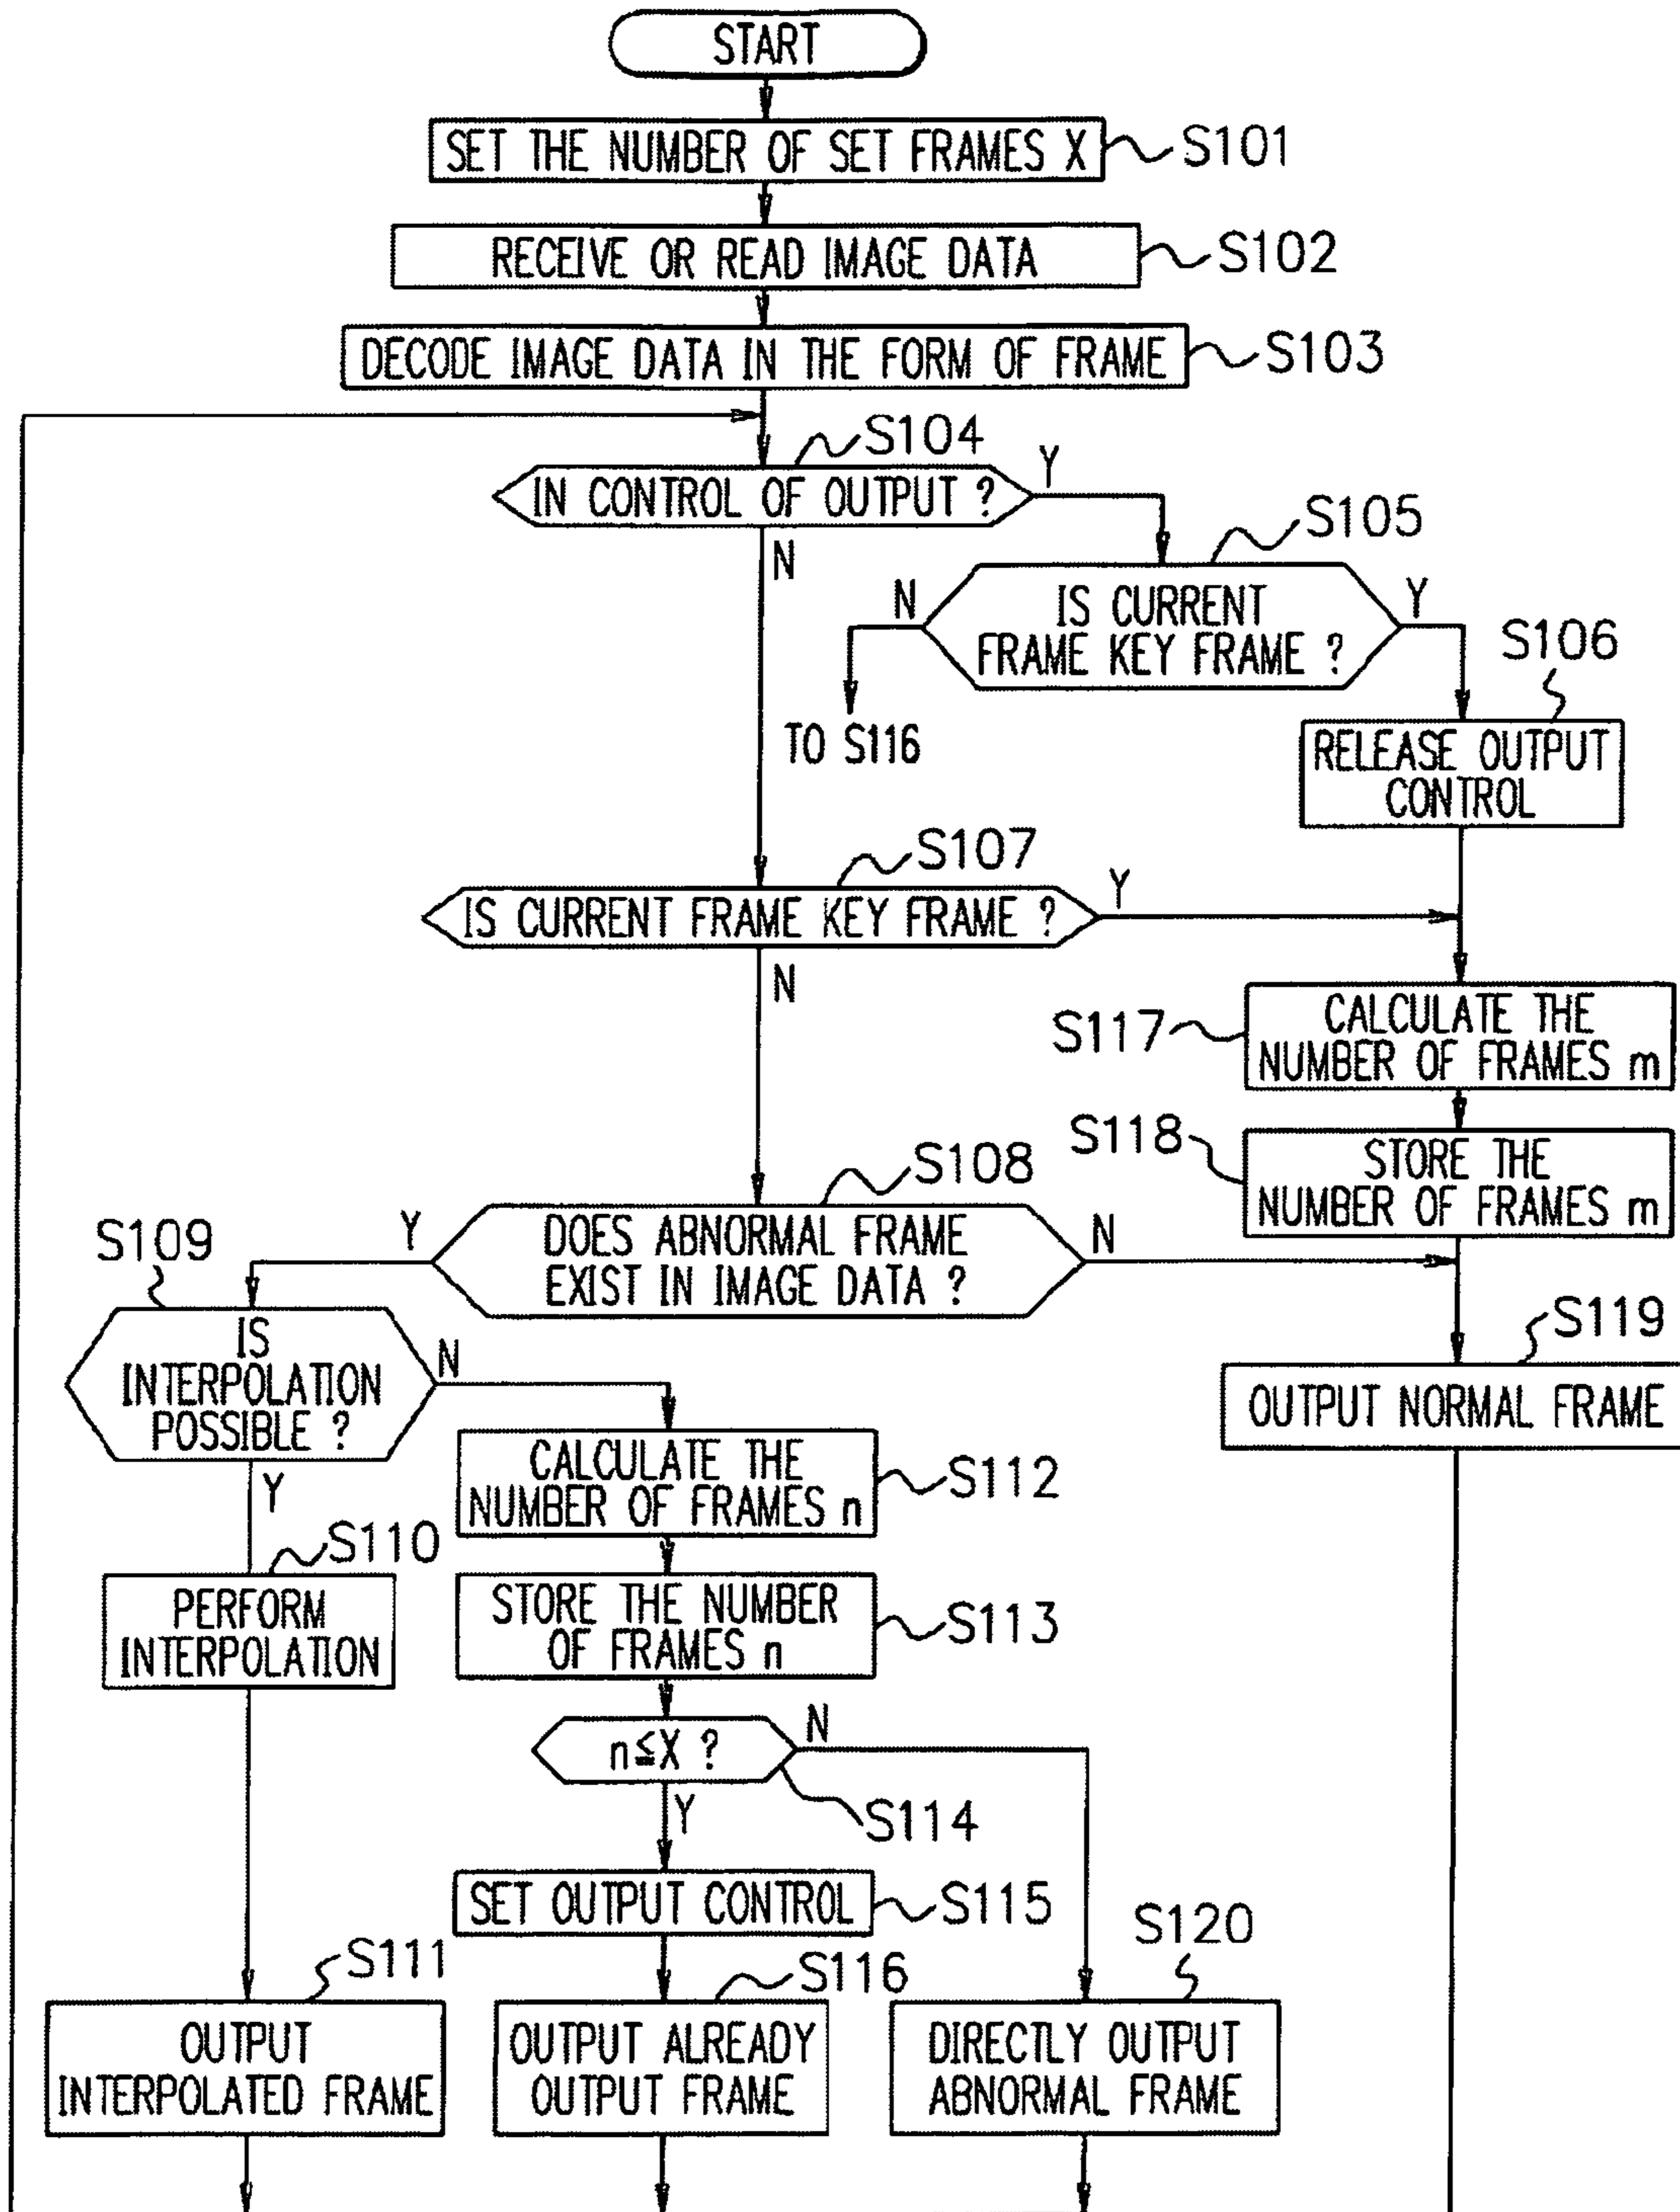 START
SET THE NUMBER OF SET FRAMES X
S101
RECEIVE OR READ IMAGE DATA
S102
DECODE IMAGE DATA IN THE FORM OF FRAME
S103
S104
IN CONTROL OF OUTPUT ?
Y
N
S105
IS CURRENT
FRAME KEY FRAME ?
N
Y
TO S116
S106
RELEASE OUTPUT
CONTROL
S107
IS CURRENT FRAME KEY FRAME ?
Y
N
S117
CALCULATE THE
NUMBER OF FRAMES m
S118
STORE THE
NUMBER OF FRAMES m
S108
DOES ABNORMAL FRAME
EXIST IN IMAGE DATA ?
Y
N
S109
IS
INTERPOLATION
POSSIBLE ?
N
Y
S119
OUTPUT NORMAL FRAME
CALCULATE THE
NUMBER OF FRAMES n
S112
S110
PERFORM
INTERPOLATION
STORE THE NUMBER
OF FRAMES n
S113
n≦X ?
N
Y
S114
SET OUTPUT CONTROL
S115
S111
OUTPUT
INTERPOLATED FRAME
S116
OUTPUT ALREADY
OUTPUT FRAME
S120
DIRECTLY OUTPUT
ABNORMAL FRAME